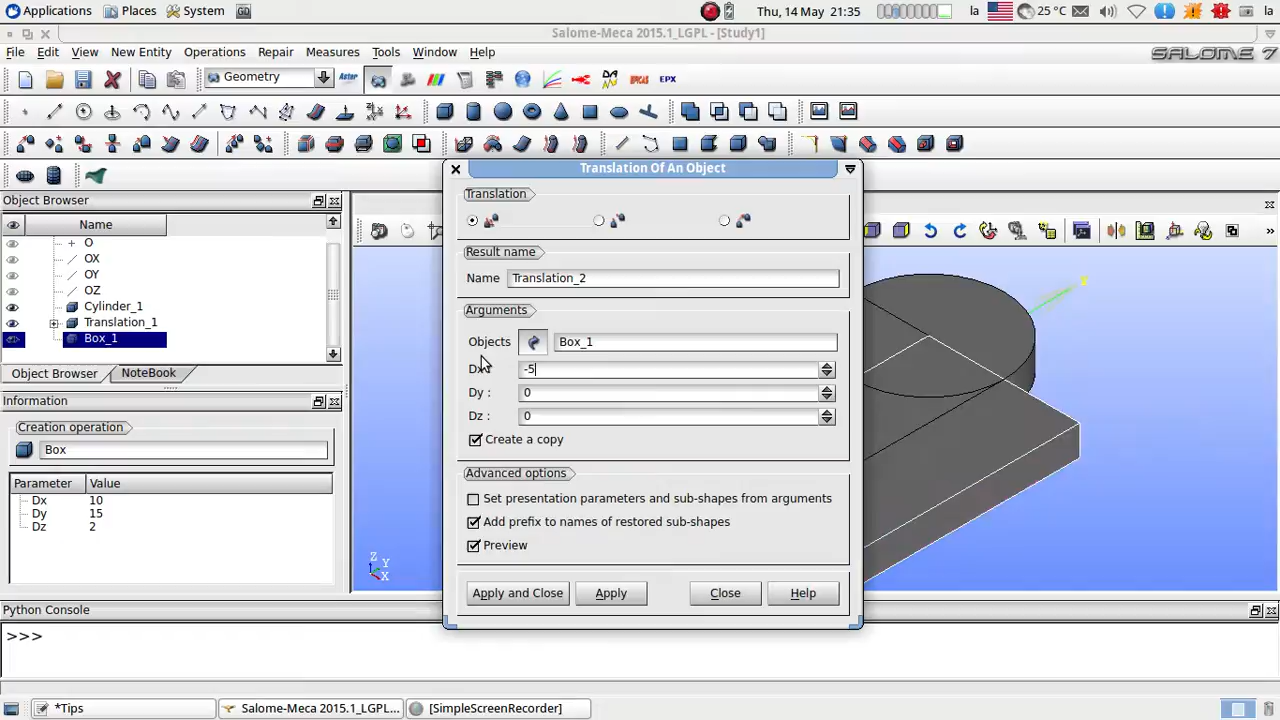 Applications Places System Thu, 14 May 21:35 la 25 °C la
Salome-Meca 2015.1_LGPL - [Study1]
File Edit View New Entity Operations Repair Measures Tools Window Help
SALOME 7
Geometry Aster EFICAS EPX
Translation Of An Object
Object Browser
Name
O
OX
OY
OZ
Cylinder_1
Translation_1
Box_1
Object Browser NoteBook
Information
Creation operation
Box
Parameter Value
Dx 10
Dy 15
Dz 2
Translation
Result name
Name Translation_2
Arguments
Objects Box_1
-5
Dy : 0
Dz : 0
Create a copy
Advanced options
Set presentation parameters and sub-shapes from arguments
Add prefix to names of restored sub-shapes
Preview
Apply and Close Apply Close Help
Z
Y
X
Python Console
>>>
*Tips Salome-Meca 2015.1_LGPL... [SimpleScreenRecorder]